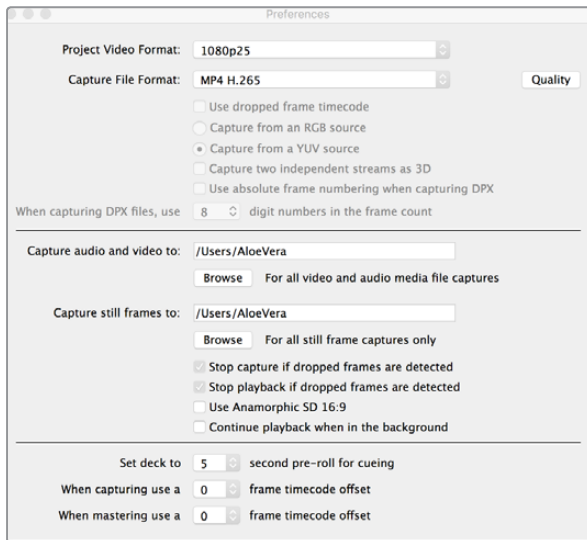 Preferences
Project Video Format: 1080p25
Capture File Format: MP4 H.265 Quality
Use dropped frame timecode
Capture from an RGB source
Capture from a YUV source
Capture two independent streams as 3D
Use absolute frame numbering when capturing DPX
When capturing DPX files, use 8 digit numbers in the frame count
Capture audio and video to: /Users/AloeVera
Browse For all video and audio media file captures
Capture still frames to: /Users/AloeVera
Browse For all still frame captures only
Stop capture if dropped frames are detected
Stop playback if dropped frames are detected
Use Anamorphic SD 16:9
Continue playback when in the background
Set deck to 5 second pre-roll for cueing
When capturing use a 0 frame timecode offset
When mastering use a 0 frame timecode offset